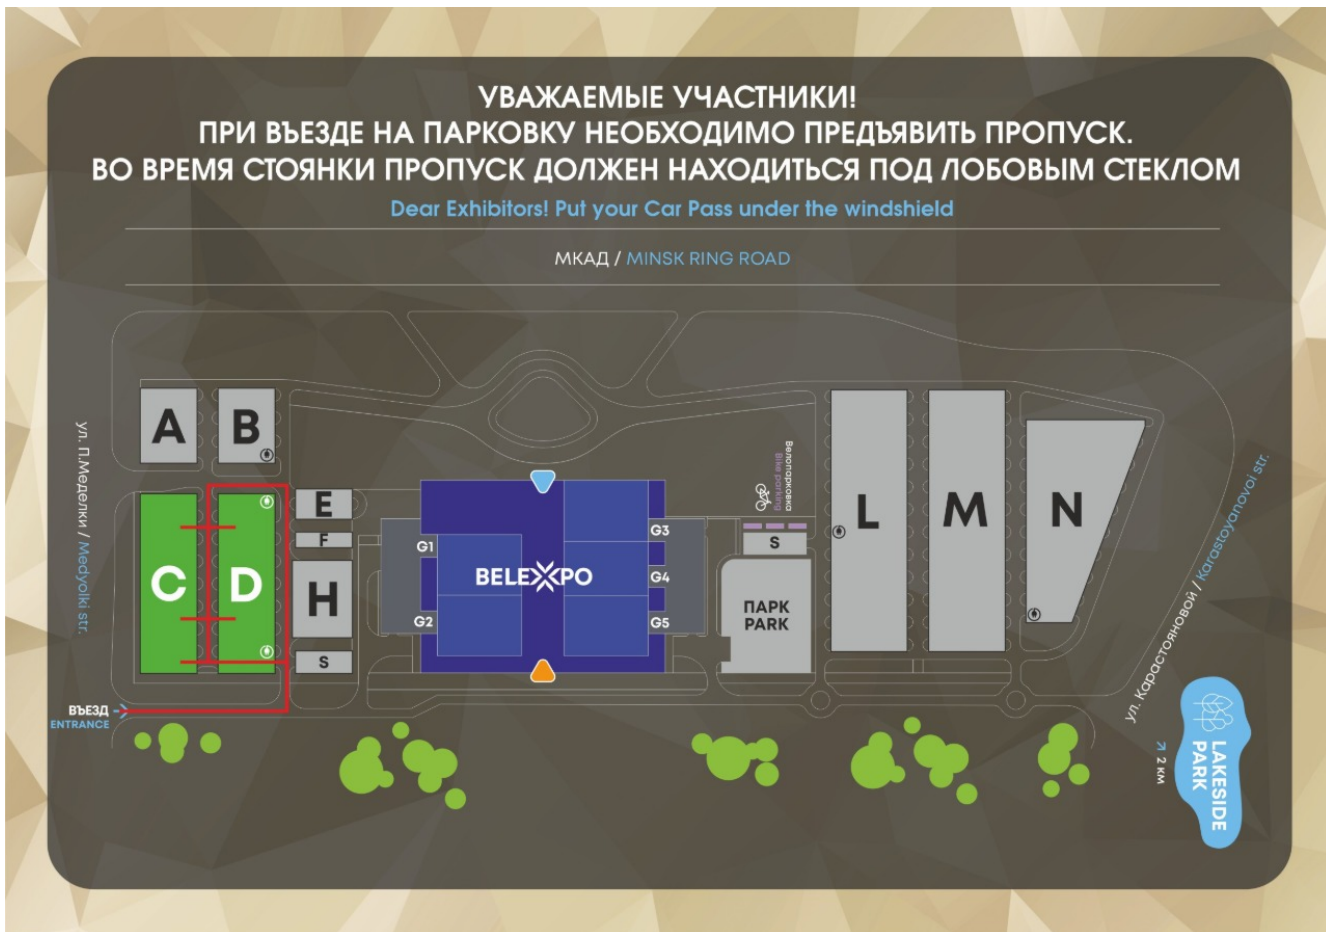 УВАЖАЕМЫЕ УЧАСТНИКИ!
ПРИ ВЪЕЗДЕ НА ПАРКОВКУ НЕОБХОДИМО ПРЕДЪЯВИТЬ ПРОПУСК.
ВО ВРЕМЯ СТОЯНКИ ПРОПУСК ДОЛЖЕН НАХОДИТЬСЯ ПОД ЛОБОВЫМ СТЕКЛОМ
Dear Exhibitors! Put your Car Pass under the windshield
МКАД / MINSK RING ROAD
ул. П.Меделки / Medyolki str.
A
B
C
D
E
F
H
S
G1
G2
BELEXPO
G3
G4
G5
Велопарковка
Bike parking
S
ПАРК
PARK
L
M
N
ул. Карастояновой / Karastoyanovoi str.
ВЪЕЗД
ENTRANCE
LAKESIDE
PARK
2 км